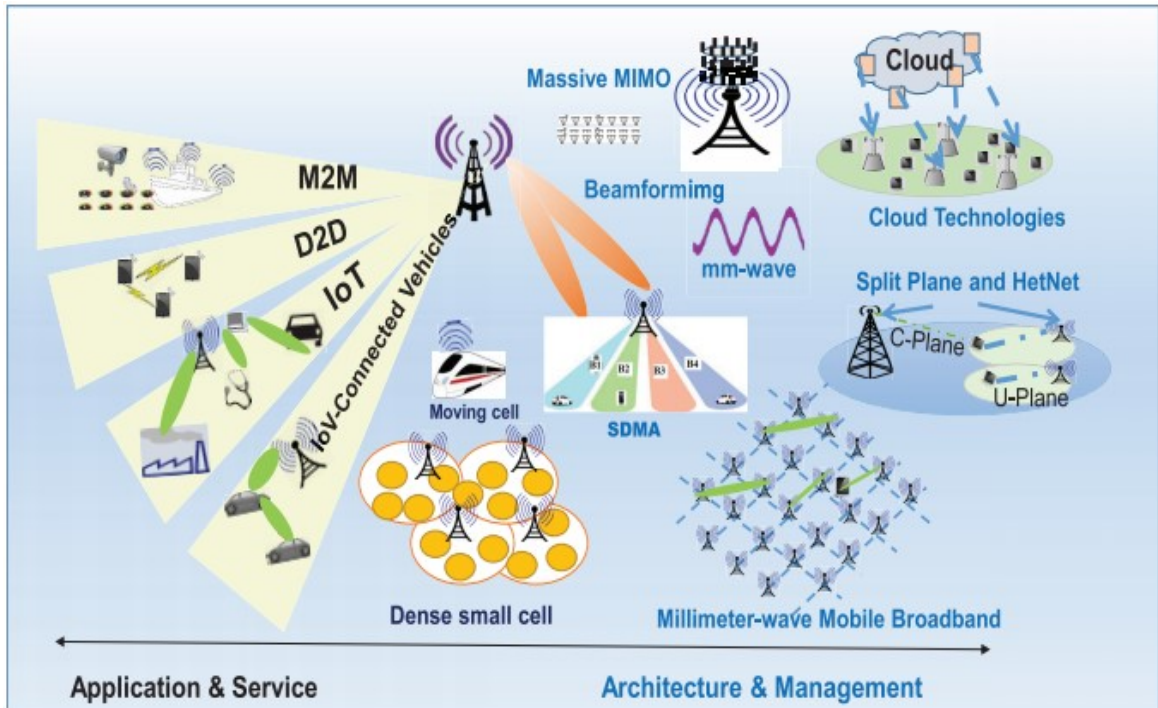 Massive MIMO
Cloud
M2M
Beamformimg
Cloud Technologies
D2D
mm-wave
IoT
Split Plane and HetNet
IoV-Connected Vehicles
C-Plane
B1
B2
B3
B4
Moving cell
U-Plane
SDMA
Dense small cell
Millimeter-wave Mobile Broadband
Application & Service
Architecture & Management